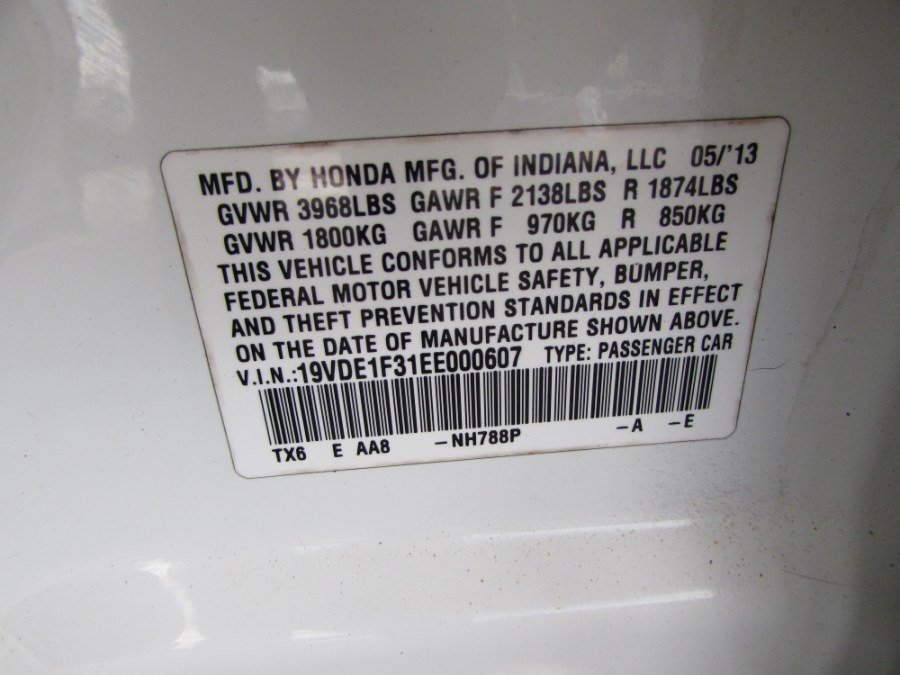 MFD. BY HONDA MFG. OF INDIANA, LLC 05/'13
GVWR 3968LBS GAWR F 2138LBS R 1874LBS
GVWR 1800KG GAWR F 970KG R 850KG
THIS VEHICLE CONFORMS TO ALL APPLICABLE
FEDERAL MOTOR VEHICLE SAFETY, BUMPER,
AND THEFT PREVENTION STANDARDS IN EFFECT
ON THE DATE OF MANUFACTURE SHOWN ABOVE.
V.I.N.:19VDE1F31EE000607 TYPE: PASSENGER CAR
TX6 E AA8 -NH788P -A -E